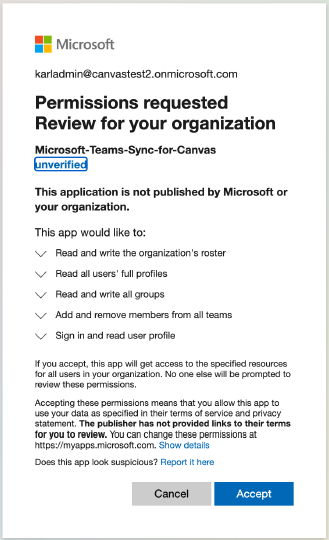 Microsoft
karladmin@canvastest2.onmicrosoft.com
Permissions requested
Review for your organization
Microsoft-Teams-Sync-for-Canvas
unverified
This application is not published by Microsoft or
your organization.
This app would like to:
Read and write the organization's roster
Read all users' full profiles
Read and write all groups
Add and remove members from all teams
Sign in and read user profile
If you accept, this app will get access to the specified resources
for all users in your organization. No one else will be prompted to
review these permissions.
Accepting these permissions means that you allow this app to
use your data as specified in their terms of service and privacy
statement. The publisher has not provided links to their terms
for you to review. You can change these permissions at
https://myapps.microsoft.com. Show details
Does this app look suspicious? Report it here
Cancel
Accept